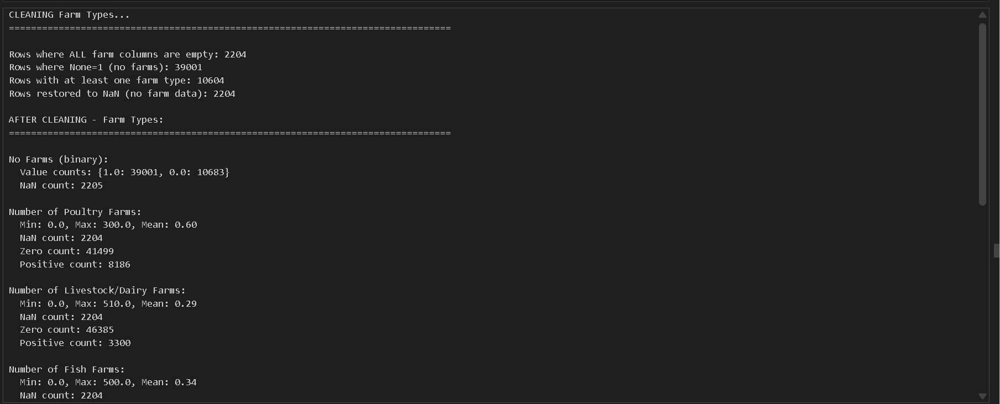 CLEANING Farm Types...
================================================================================
Rows where ALL farm columns are empty: 2204
Rows where None=1 (no farms): 39001
Rows with at least one farm type: 10604
Rows restored to NaN (no farm data): 2204
AFTER CLEANING - Farm Types:
================================================================================
No Farms (binary):
  Value counts: {1.0: 39001, 0.0: 10683}
  NaN count: 2205
Number of Poultry Farms:
  Min: 0.0, Max: 300.0, Mean: 0.60
  NaN count: 2204
  Zero count: 41499
  Positive count: 8186
Number of Livestock/Dairy Farms:
  Min: 0.0, Max: 510.0, Mean: 0.29
  NaN count: 2204
  Zero count: 46385
  Positive count: 3300
Number of Fish Farms:
  Min: 0.0, Max: 500.0, Mean: 0.34
  NaN count: 2204